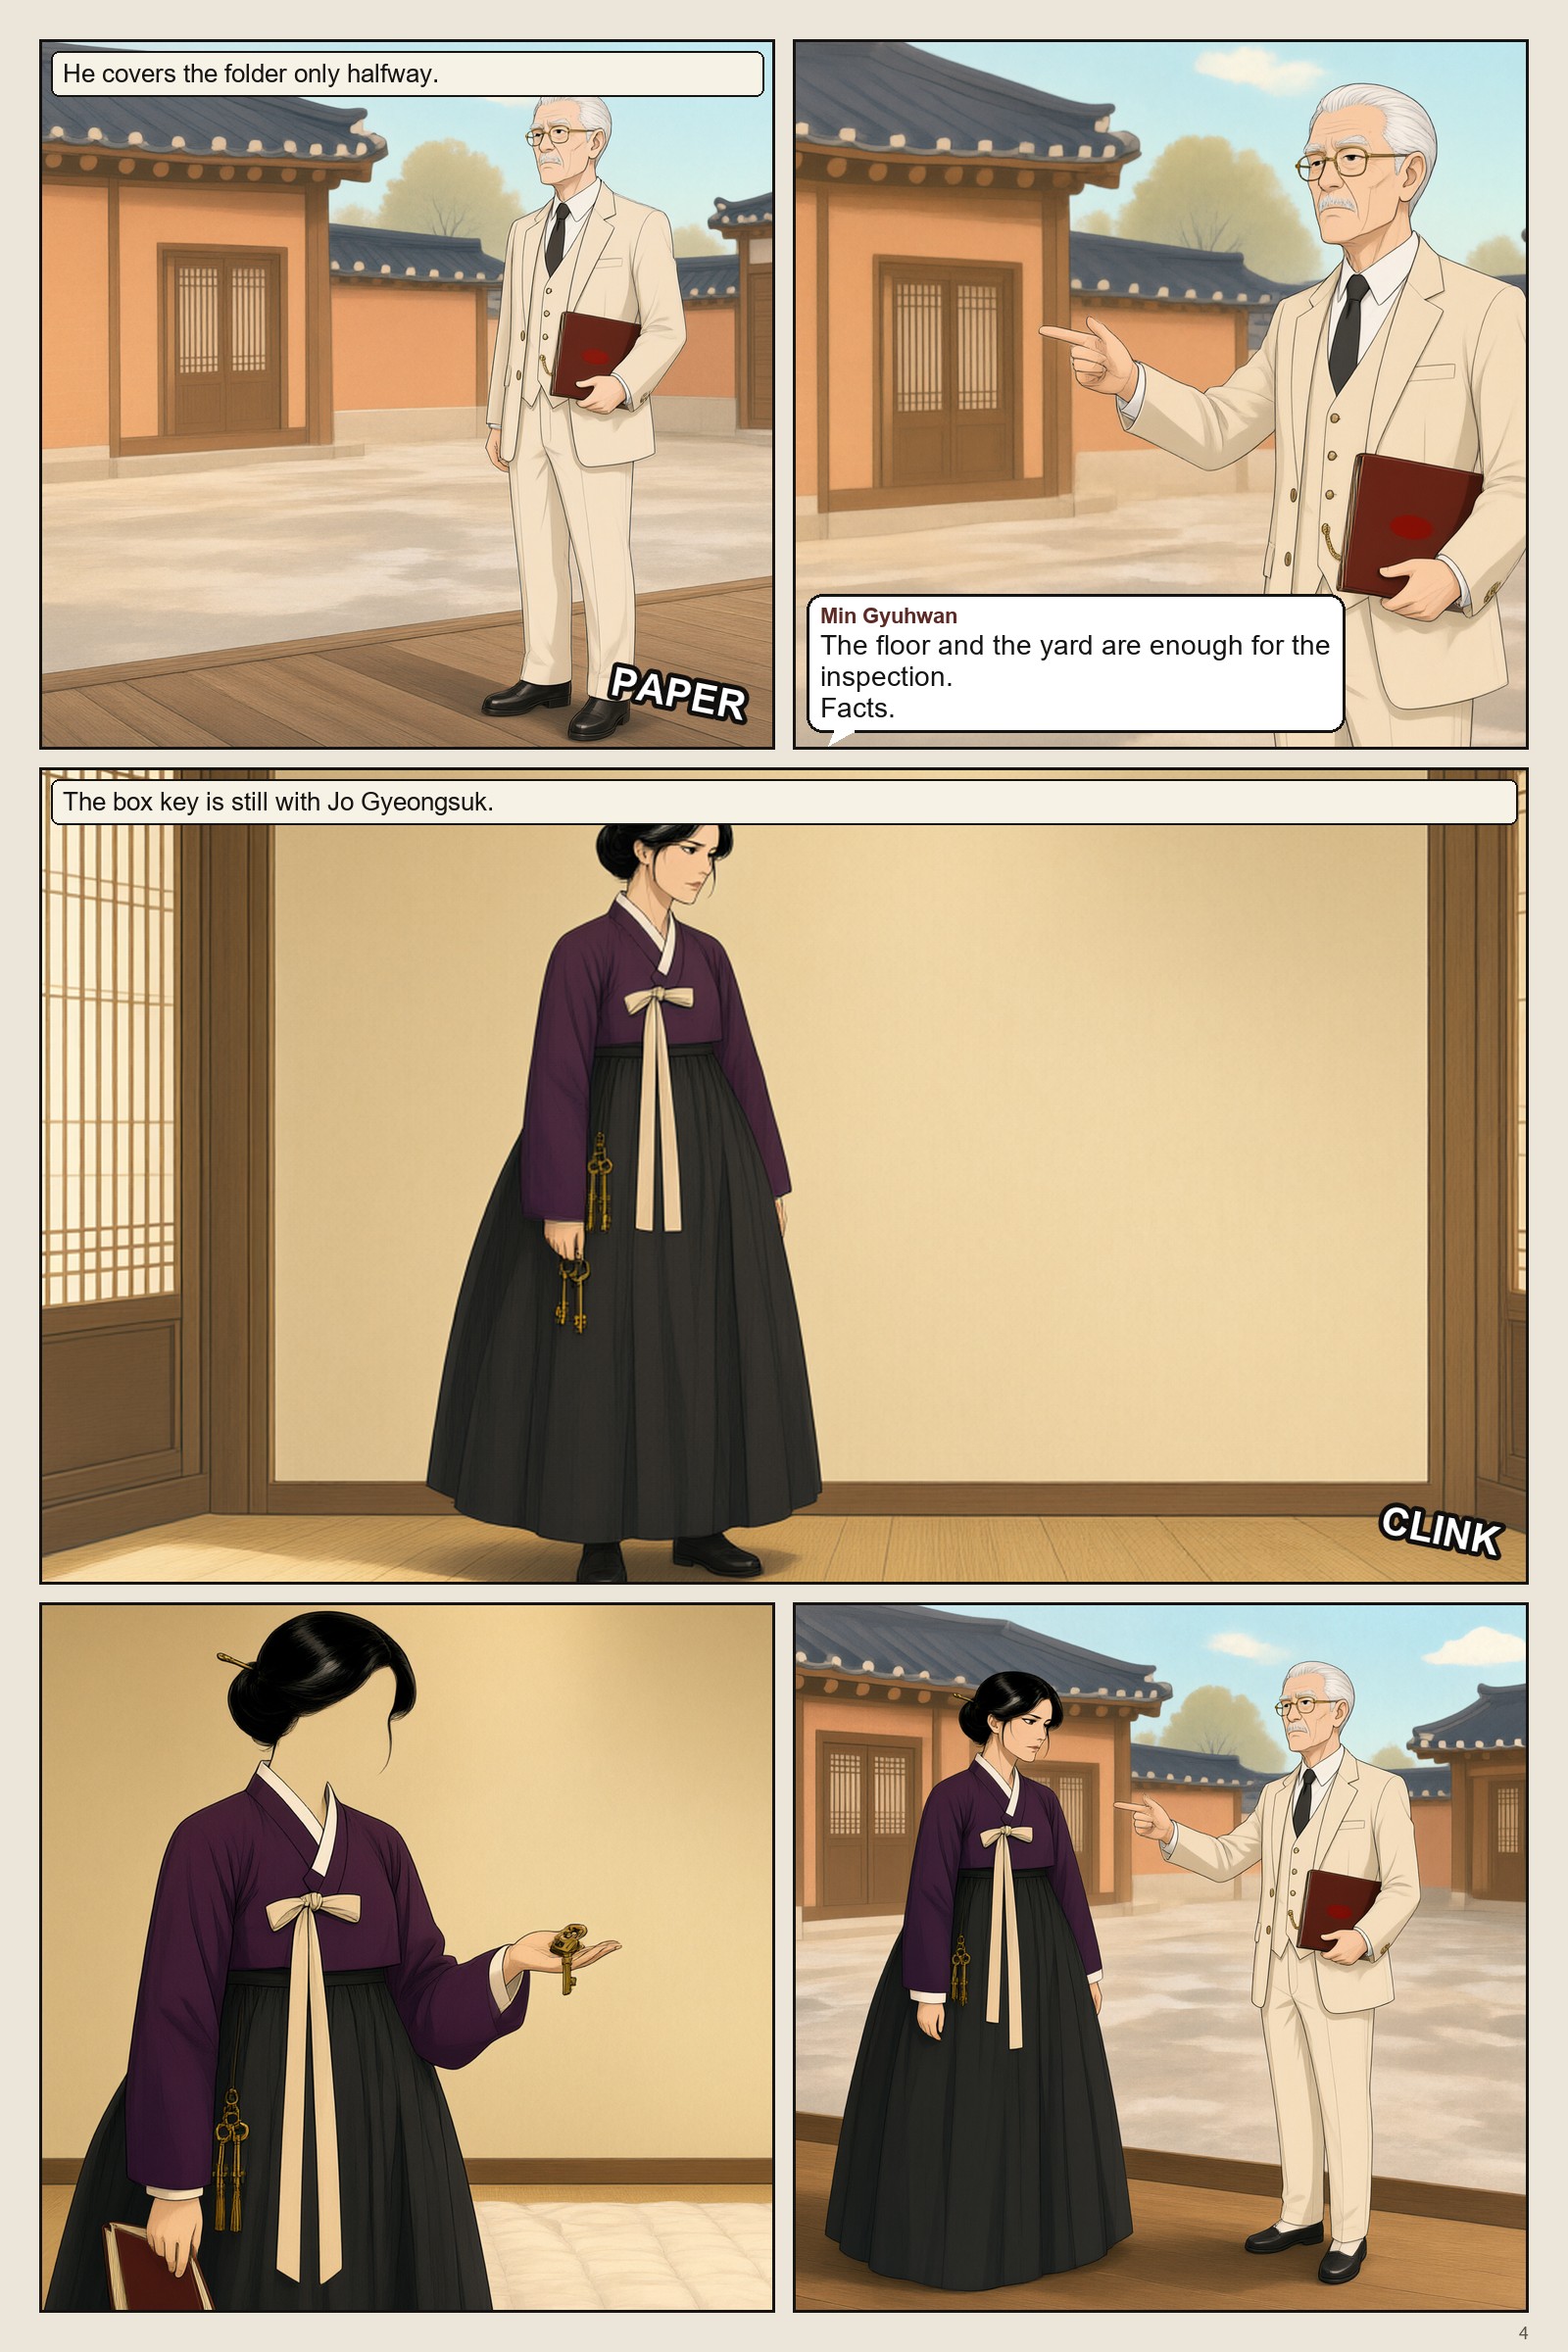 He covers the folder only halfway.
PAPER
Min Gyuhwan
The floor and the yard are enough for the
inspection.
Facts.
The box key is still with Jo Gyeongsuk.
CLINK
4